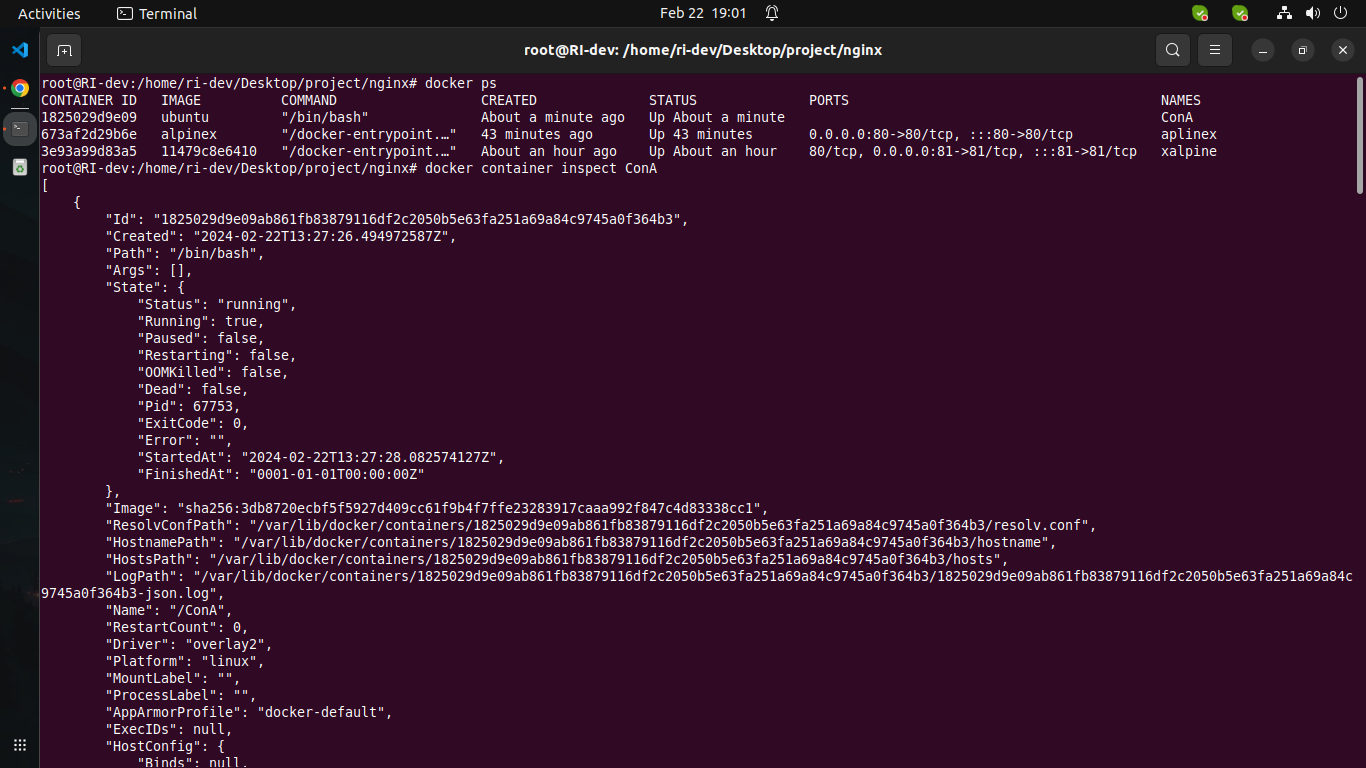 Activities Terminal Feb 22 19:01
root@RI-dev: /home/ri-dev/Desktop/project/nginx
root@RI-dev:/home/ri-dev/Desktop/project/nginx# docker ps
CONTAINER ID   IMAGE          COMMAND                  CREATED              STATUS              PORTS                                       NAMES
1825029d9e09   ubuntu         "/bin/bash"              About a minute ago   Up About a minute                                               ConA
673af2d29b6e   alpinex        "/docker-entrypoint.…"   43 minutes ago       Up 43 minutes       0.0.0.0:80->80/tcp, :::80->80/tcp           aplinex
3e93a99d83a5   11479c8e6410   "/docker-entrypoint.…"   About an hour ago    Up About an hour    80/tcp, 0.0.0.0:81->81/tcp, :::81->81/tcp   xalpine
root@RI-dev:/home/ri-dev/Desktop/project/nginx# docker container inspect ConA
[
    {
        "Id": "1825029d9e09ab861fb83879116df2c2050b5e63fa251a69a84c9745a0f364b3",
        "Created": "2024-02-22T13:27:26.494972587Z",
        "Path": "/bin/bash",
        "Args": [],
        "State": {
            "Status": "running",
            "Running": true,
            "Paused": false,
            "Restarting": false,
            "OOMKilled": false,
            "Dead": false,
            "Pid": 67753,
            "ExitCode": 0,
            "Error": "",
            "StartedAt": "2024-02-22T13:27:28.082574127Z",
            "FinishedAt": "0001-01-01T00:00:00Z"
        },
        "Image": "sha256:3db8720ecbf5f5927d409cc61f9b4f7ffe23283917caaa992f847c4d83338cc1",
        "ResolvConfPath": "/var/lib/docker/containers/1825029d9e09ab861fb83879116df2c2050b5e63fa251a69a84c9745a0f364b3/resolv.conf",
        "HostnamePath": "/var/lib/docker/containers/1825029d9e09ab861fb83879116df2c2050b5e63fa251a69a84c9745a0f364b3/hostname",
        "HostsPath": "/var/lib/docker/containers/1825029d9e09ab861fb83879116df2c2050b5e63fa251a69a84c9745a0f364b3/hosts",
        "LogPath": "/var/lib/docker/containers/1825029d9e09ab861fb83879116df2c2050b5e63fa251a69a84c9745a0f364b3/1825029d9e09ab861fb83879116df2c2050b5e63fa251a69a84c
9745a0f364b3-json.log",
        "Name": "/ConA",
        "RestartCount": 0,
        "Driver": "overlay2",
        "Platform": "linux",
        "MountLabel": "",
        "ProcessLabel": "",
        "AppArmorProfile": "docker-default",
        "ExecIDs": null,
        "HostConfig": {
            "Binds": null,